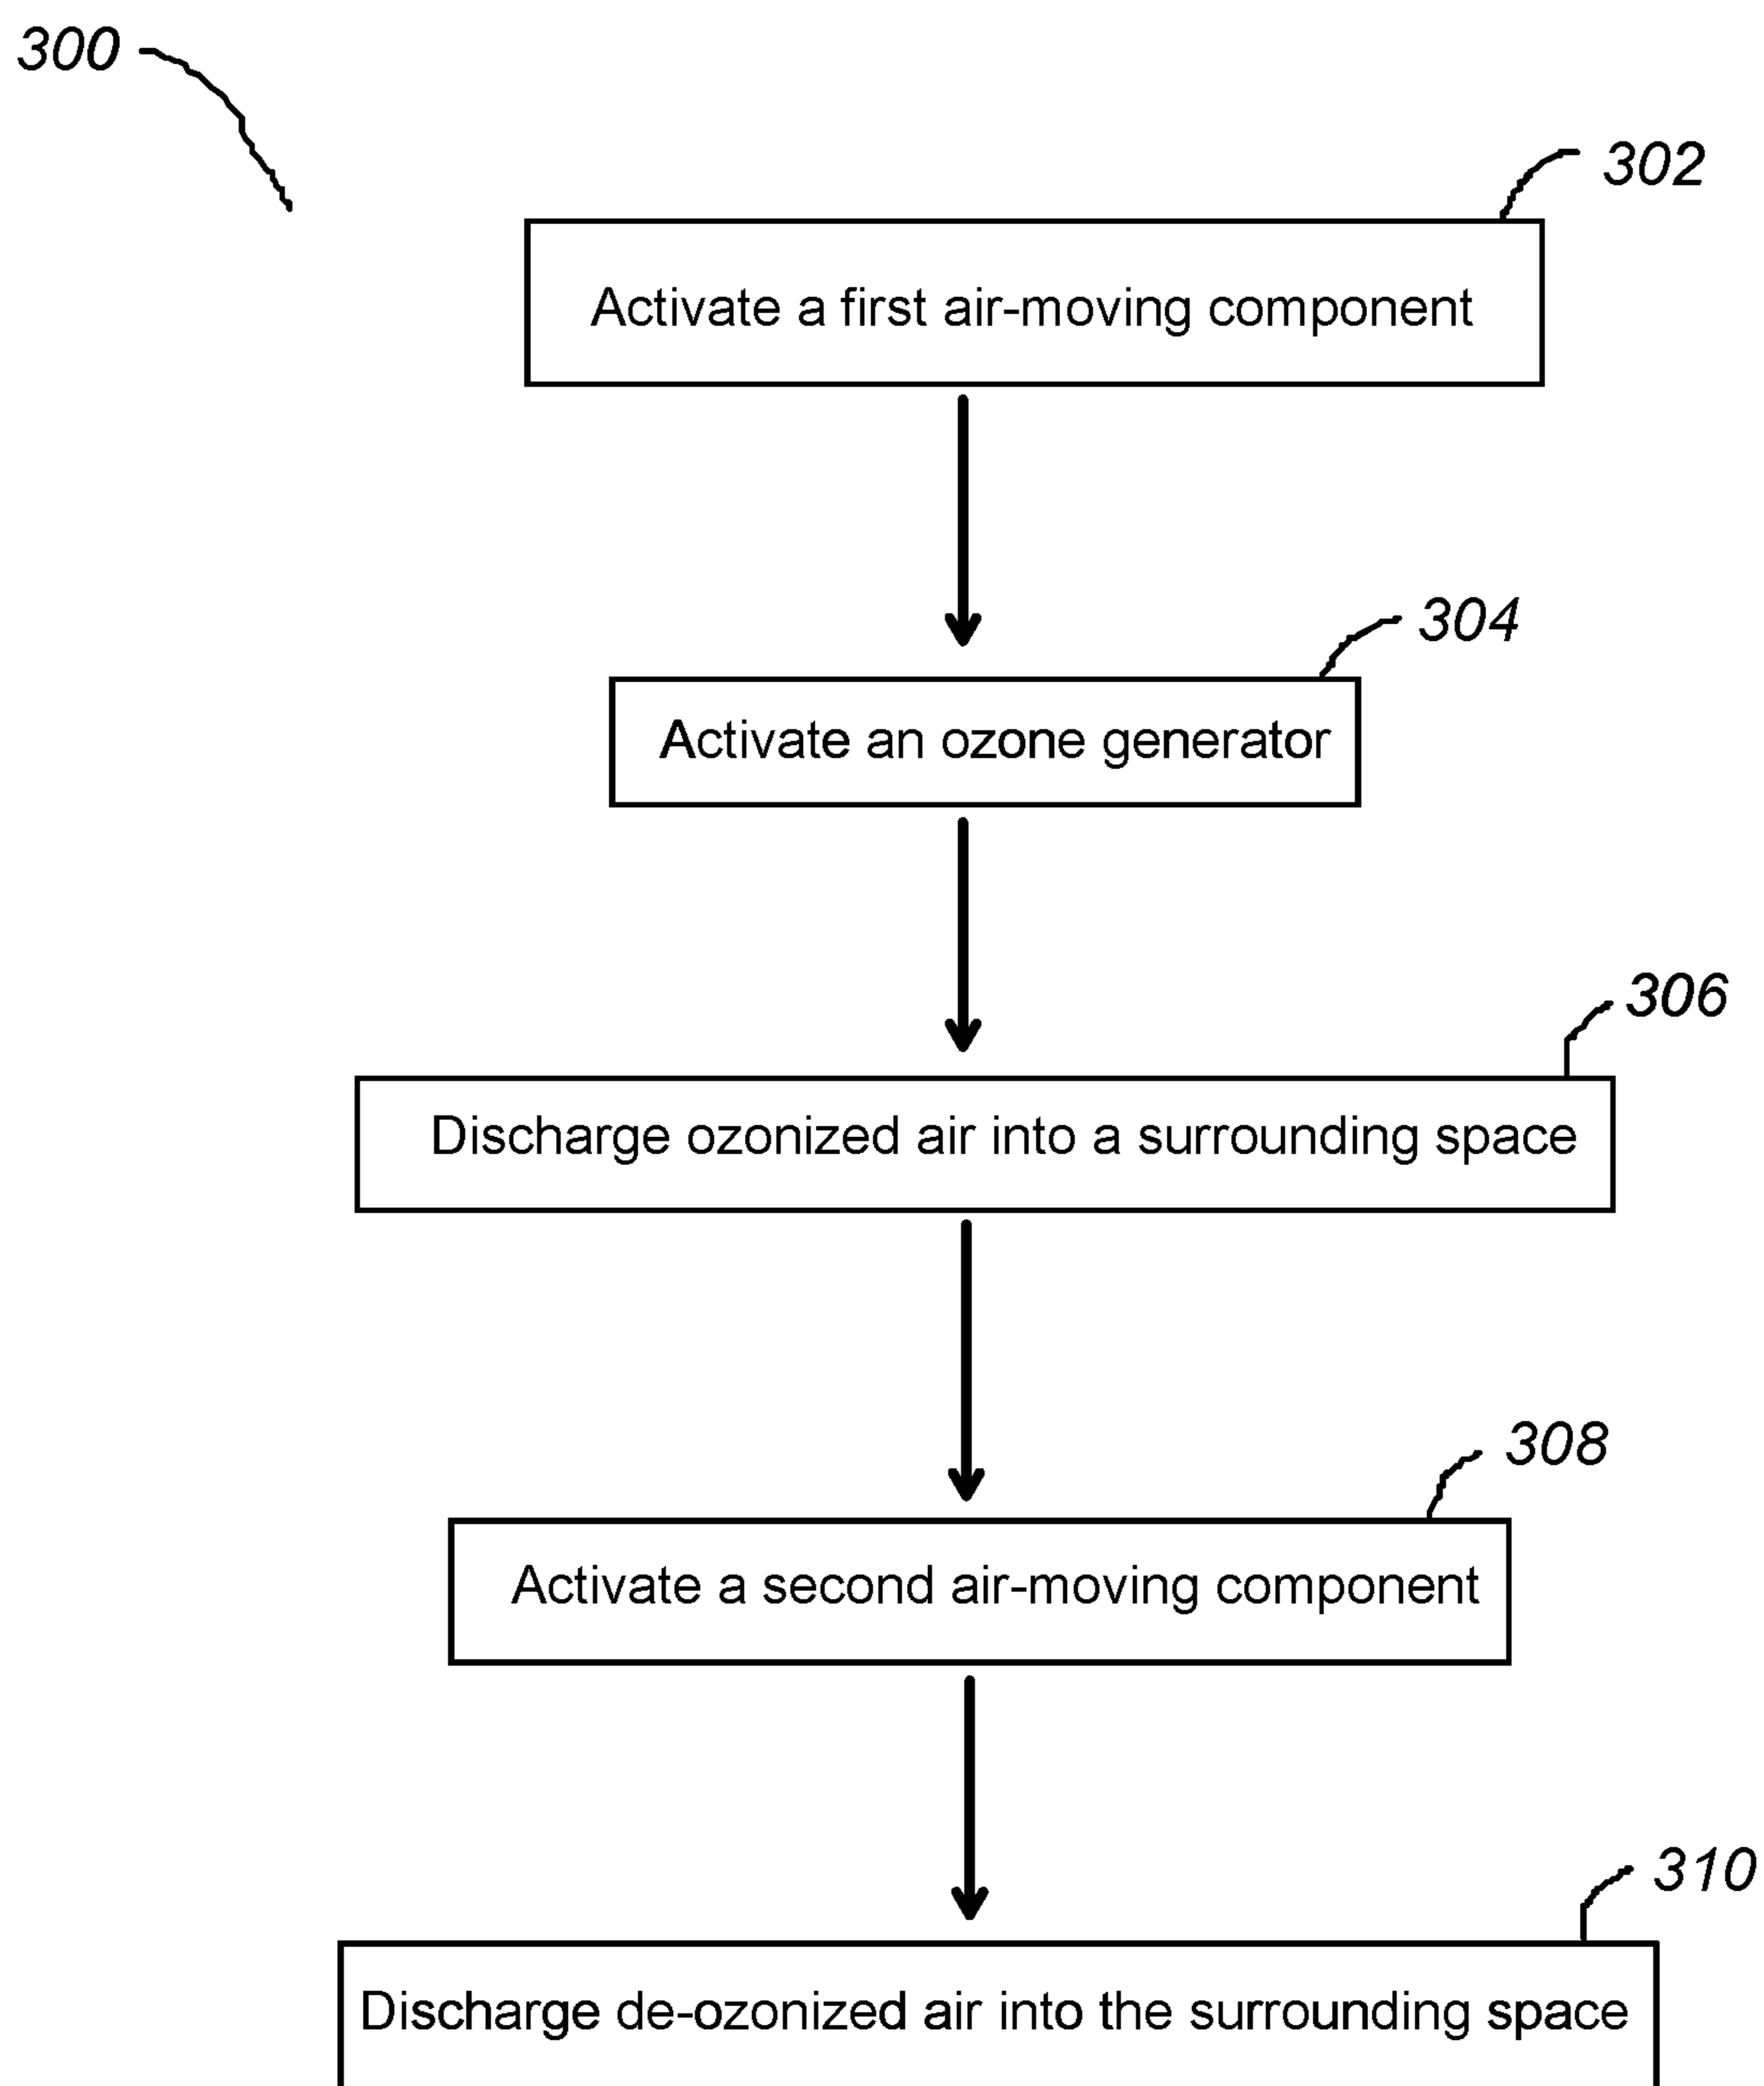 300
302
Activate a first air-moving component
304
Activate an ozone generator
306
Discharge ozonized air into a surrounding space
308
Activate a second air-moving component
310
Discharge de-ozonized air into the surrounding space